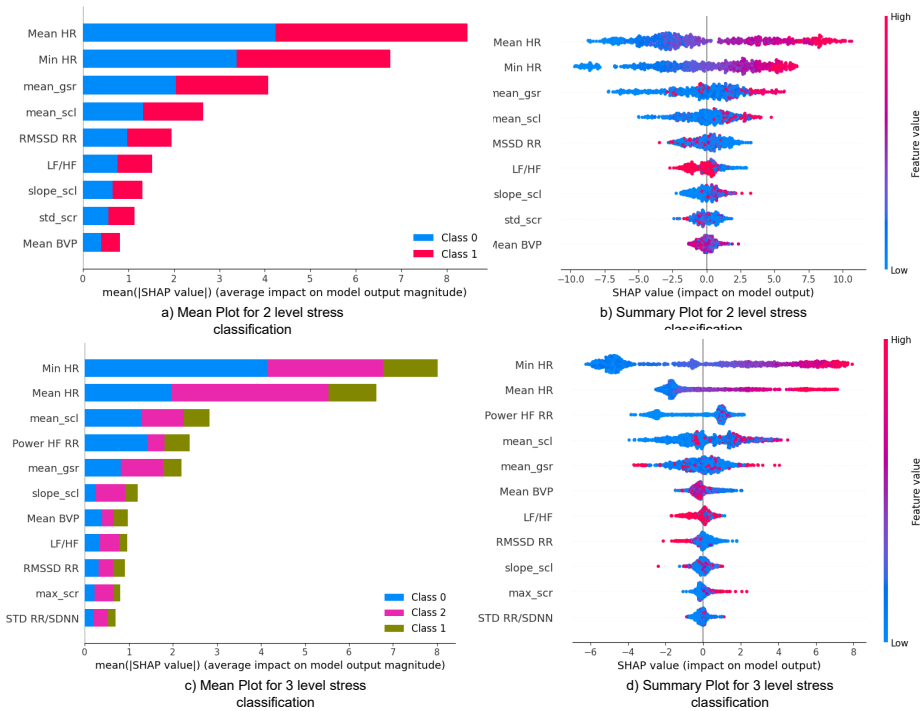 Mean HR
Min HR
mean_gsr
mean_scl
RMSSD RR
LF/HF
slope_scl
std_scr
Mean BVP
Class 0
Class 1
0 1 2 3 4 5 6 7 8
mean(|SHAP value|) (average impact on model output magnitude)
a) Mean Plot for 2 level stress
classification
High
Mean HR
Min HR
mean_gsr
mean_scl
MSSD RR
LF/HF
slope_scl
std_scr
Mean BVP
Low
Feature value
−10.0 −7.5 −5.0 −2.5 0.0 2.5 5.0 7.5 10.0
SHAP value (impact on model output)
b) Summary Plot for 2 level stress
classification
Min HR
Mean HR
mean_scl
Power HF RR
mean_gsr
slope_scl
Mean BVP
LF/HF
RMSSD RR
max_scr
STD RR/SDNN
Class 0
Class 2
Class 1
0 1 2 3 4 5 6 7 8
mean(|SHAP value|) (average impact on model output magnitude)
c) Mean Plot for 3 level stress
classification
High
Min HR
Mean HR
Power HF RR
mean_scl
mean_gsr
Mean BVP
LF/HF
RMSSD RR
slope_scl
max_scr
STD RR/SDNN
Low
Feature value
−6 −4 −2 0 2 4 6 8
SHAP value (impact on model output)
d) Summary Plot for 3 level stress
classification